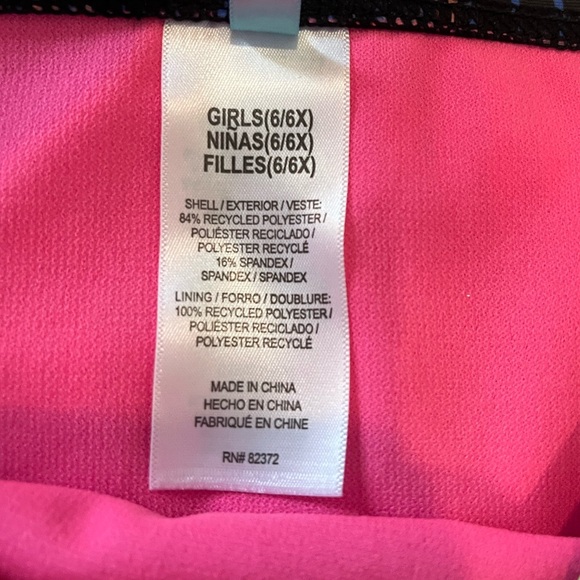 GIRLS(6/6X)
NIÑAS(6/6X)
FILLES(6/6X)
SHELL / EXTERIOR / VESTE:
84% RECYCLED POLYESTER /
POLIÉSTER RECICLADO /
POLYESTER RECYCLÉ
16% SPANDEX /
SPANDEX / SPANDEX
LINING / FORRO / DOUBLURE:
100% RECYCLED POLYESTER /
POLIÉSTER RECICLADO /
POLYESTER RECYCLÉ
MADE IN CHINA
HECHO EN CHINA
FABRIQUÉ EN CHINE
RN# 82372